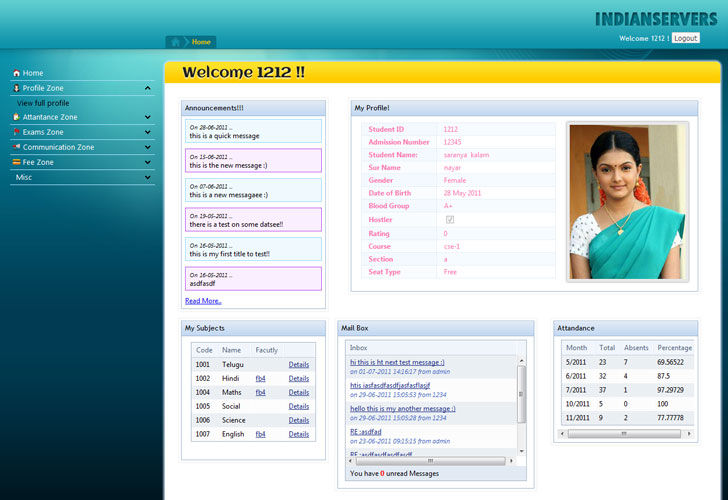 INDIANSERVERS
Welcome 1212 ! Logout
Home
Home
Profile Zone
View full profile
Attantance Zone
Exams Zone
Communication Zone
Fee Zone
Misc
Welcome 1212 !!
Announcements!!!
On 28-06-2011 ..
this is a quick message
On 15-06-2011 ..
this is the new message :)
On 07-06-2011 ..
this is a new messagaee :)
On 19-05-2011 ..
there is a test on some datsee!!
On 16-05-2011 ..
this is my first title to test!!
On 16-05-2011 ..
asdfasdf
Read More..
My Profile!
Student ID 1212
Admission Number 12345
Student Name: saranya kalam
Sur Name nayar
Gender Female
Date of Birth 28 May 2011
Blood Group A+
Hostler
Rating 0
Course cse-1
Section a
Seat Type Free
My Subjects
Code Name Facutly
1001 Telugu Details
1002 Hindi fb4 Details
1004 Maths fb4 Details
1005 Social Details
1006 Science Details
1007 English fb4 Details
Mail Box
Inbox
hi this is ht next test message :)
on 01-07-2011 14:16:17 from admin
htis iasfasdfasdfjasfasflasjf
on 29-06-2011 15:05:53 from 1234
hello this is my another message :)
on 29-06-2011 15:05:28 from 1234
RE :asdfad
on 23-06-2011 09:15:15 from admin
RE :asdfasdfasdfasdf
You have 0 unread Messages
Attandance
Month Total Absents Percentage
5/2011 23 7 69.56522
6/2011 32 4 87.5
7/2011 37 1 97.29729
10/2011 5 0 100
11/2011 9 2 77.77778